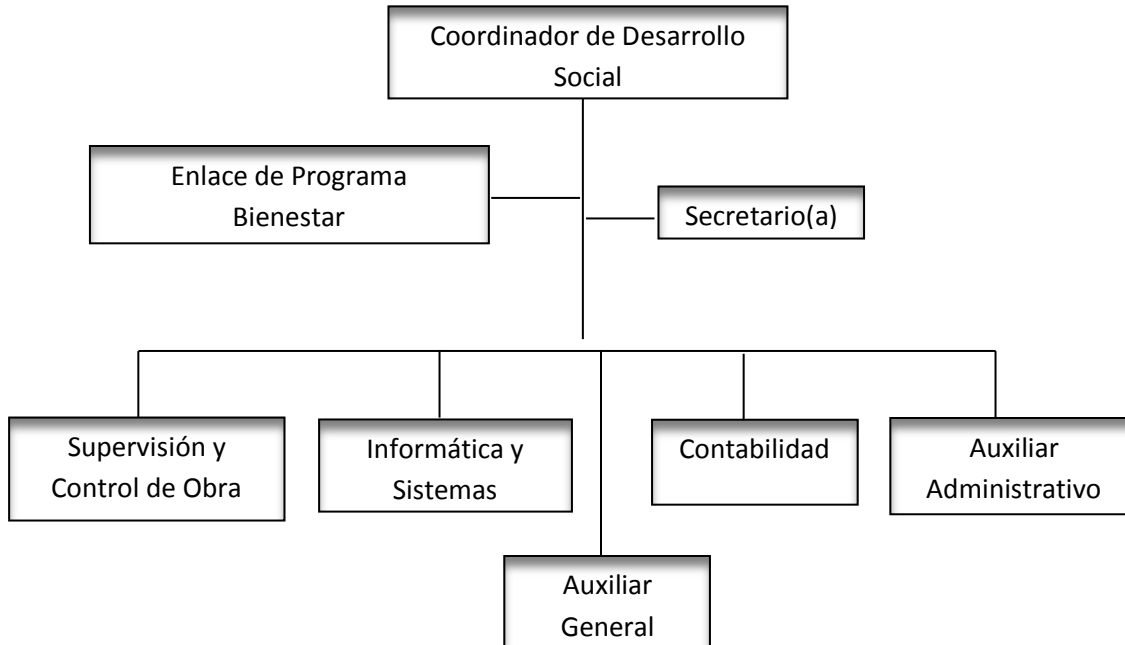 Coordinador de Desarrollo
Social
Enlace de Programa
Bienestar
Secretario(a)
Supervisión y
Control de Obra
Informática y
Sistemas
Contabilidad
Auxiliar
Administrativo
Auxiliar
General